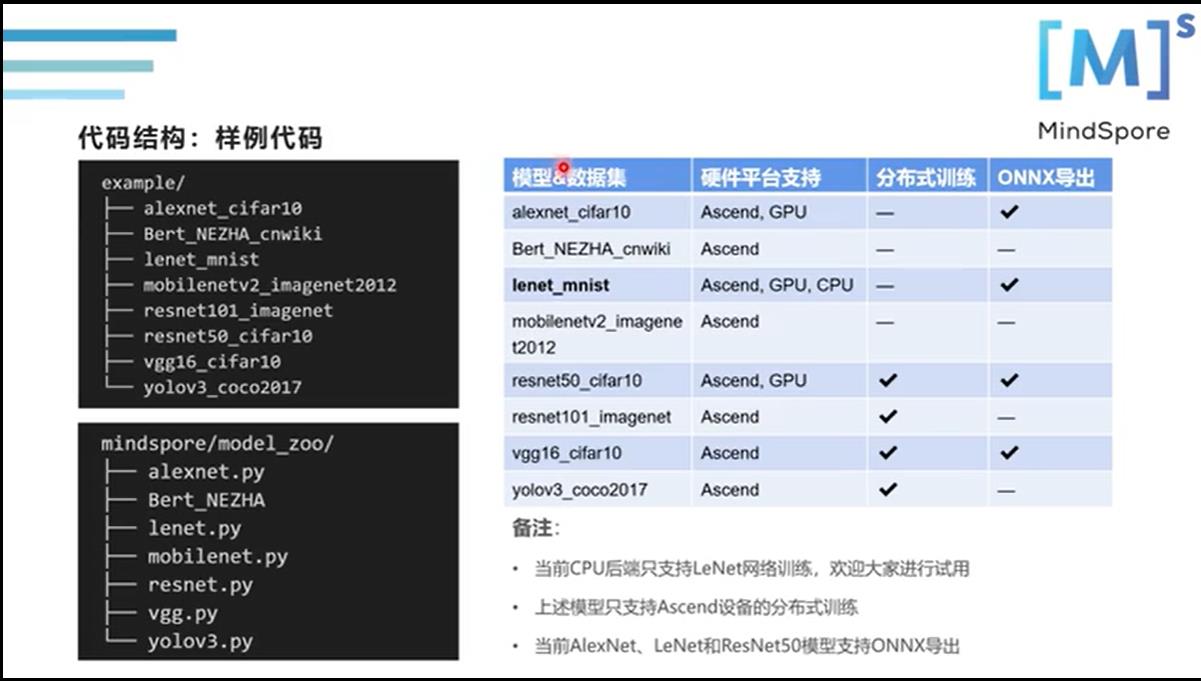 [M]s
MindSpore
代码结构：样例代码
example/
├── alexnet_cifar10
├── Bert_NEZHA_cnwiki
├── lenet_mnist
├── mobilenetv2_imagenet2012
├── resnet101_imagenet
├── resnet50_cifar10
├── vgg16_cifar10
└── yolov3_coco2017
mindspore/model_zoo/
├── alexnet.py
├── Bert_NEZHA
├── lenet.py
├── mobilenet.py
├── resnet.py
├── vgg.py
└── yolov3.py
模型&数据集 硬件平台支持 分布式训练 ONNX导出
alexnet_cifar10 Ascend, GPU — ✔
Bert_NEZHA_cnwiki Ascend — —
lenet_mnist Ascend, GPU, CPU — ✔
mobilenetv2_imagene Ascend — —
t2012
resnet50_cifar10 Ascend, GPU ✔ ✔
resnet101_imagenet Ascend ✔ —
vgg16_cifar10 Ascend ✔ ✔
yolov3_coco2017 Ascend ✔ —
备注：
• 当前CPU后端只支持LeNet网络训练，欢迎大家进行试用
• 上述模型只支持Ascend设备的分布式训练
• 当前AlexNet、LeNet和ResNet50模型支持ONNX导出